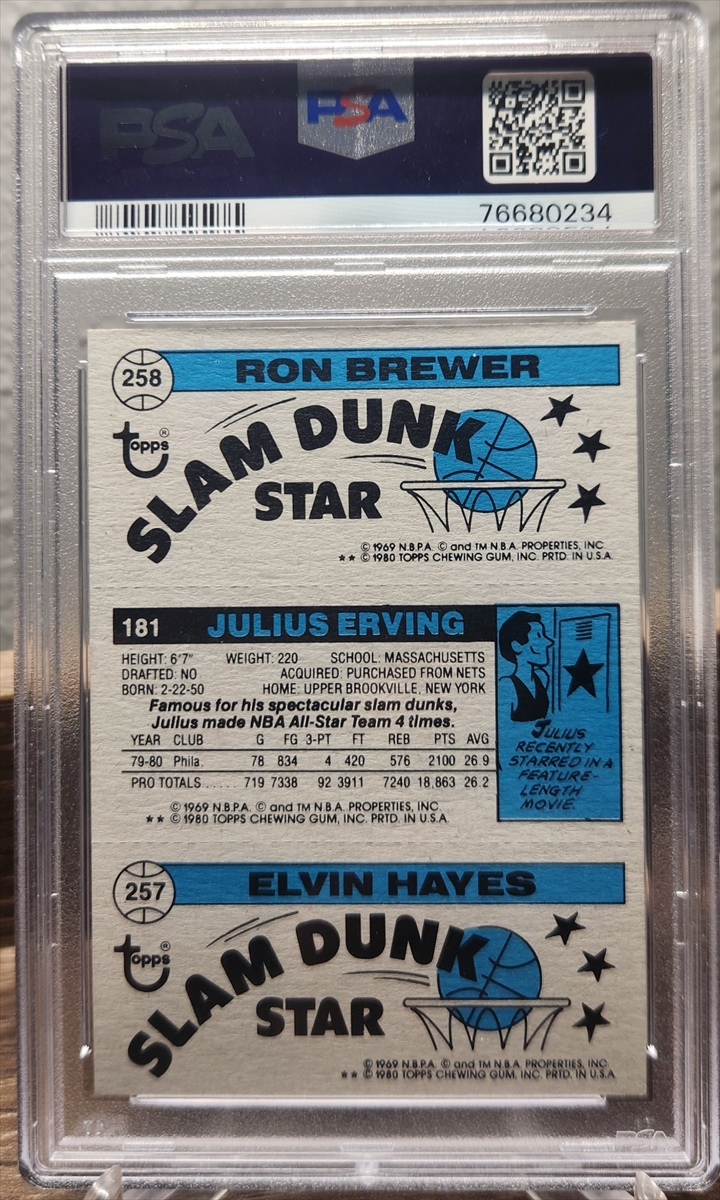 PSA
PSA
76680234
258 RON BREWER
Topps®
SLAM DUNK
STAR
© 1969 N.B.P.A. © and TM N.B.A. PROPERTIES, INC.
★★ © 1980 TOPPS CHEWING GUM, INC. PRTD. IN U.S.A.
181 JULIUS ERVING
HEIGHT: 6'7" WEIGHT: 220 SCHOOL: MASSACHUSETTS
DRAFTED: NO ACQUIRED: PURCHASED FROM NETS
BORN: 2-22-50 HOME: UPPER BROOKVILLE, NEW YORK
Famous for his spectacular slam dunks,
Julius made NBA All-Star Team 4 times.
YEAR CLUB G FG 3-PT FT REB PTS AVG
79-80 Phila. 78 834 4 420 576 2100 26.9
PRO TOTALS ..... 719 7338 92 3911 7240 18,863 26.2
© 1969 N.B.P.A. © and TM N.B.A. PROPERTIES, INC.
★★ © 1980 TOPPS CHEWING GUM, INC. PRTD. IN U.S.A.
JULIUS
RECENTLY
STARRED IN A
FEATURE-
LENGTH
MOVIE.
257 ELVIN HAYES
Topps®
SLAM DUNK
STAR
© 1969 N.B.P.A. © and TM N.B.A. PROPERTIES, INC.
★★ © 1980 TOPPS CHEWING GUM, INC. PRTD. IN U.S.A.
PSA